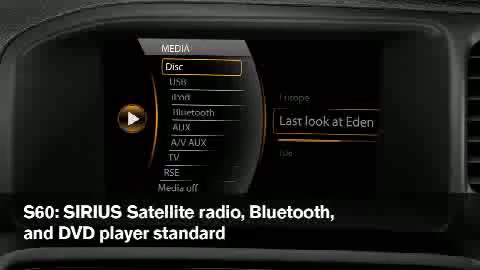 MEDIA
Disc
USB
iPod
Bluetooth
AUX
A/V AUX
TV
RSE
Media off
Europe
Last look at Eden
S60: SIRIUS Satellite radio, Bluetooth,
and DVD player standard